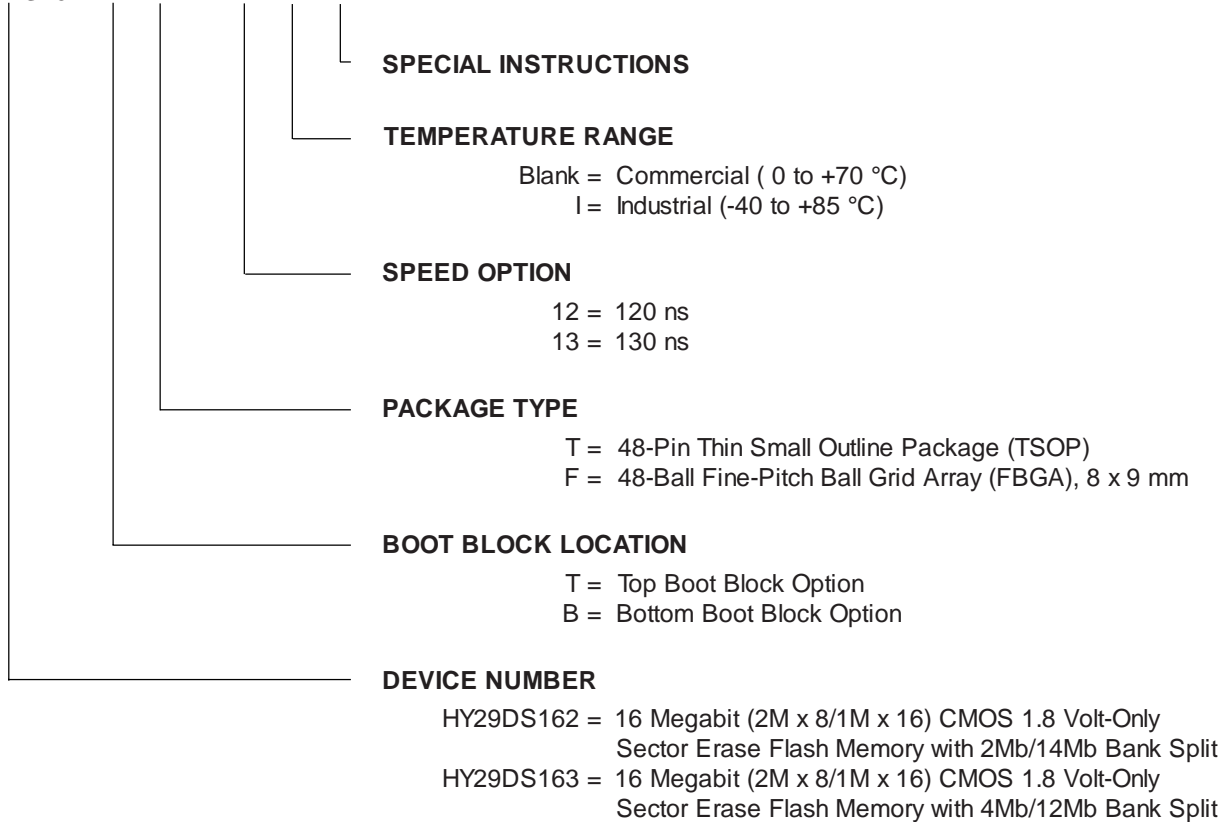 SPECIAL INSTRUCTIONS
TEMPERATURE RANGE
Blank = Commercial ( 0 to +70 °C)
I = Industrial (-40 to +85 °C)
SPEED OPTION
12 = 120 ns
13 = 130 ns
PACKAGE TYPE
T = 48-Pin Thin Small Outline Package (TSOP)
F = 48-Ball Fine-Pitch Ball Grid Array (FBGA), 8 x 9 mm
BOOT BLOCK LOCATION
T = Top Boot Block Option
B = Bottom Boot Block Option
DEVICE NUMBER
HY29DS162 = 16 Megabit (2M x 8/1M x 16) CMOS 1.8 Volt-Only
Sector Erase Flash Memory with 2Mb/14Mb Bank Split
HY29DS163 = 16 Megabit (2M x 8/1M x 16) CMOS 1.8 Volt-Only
Sector Erase Flash Memory with 4Mb/12Mb Bank Split